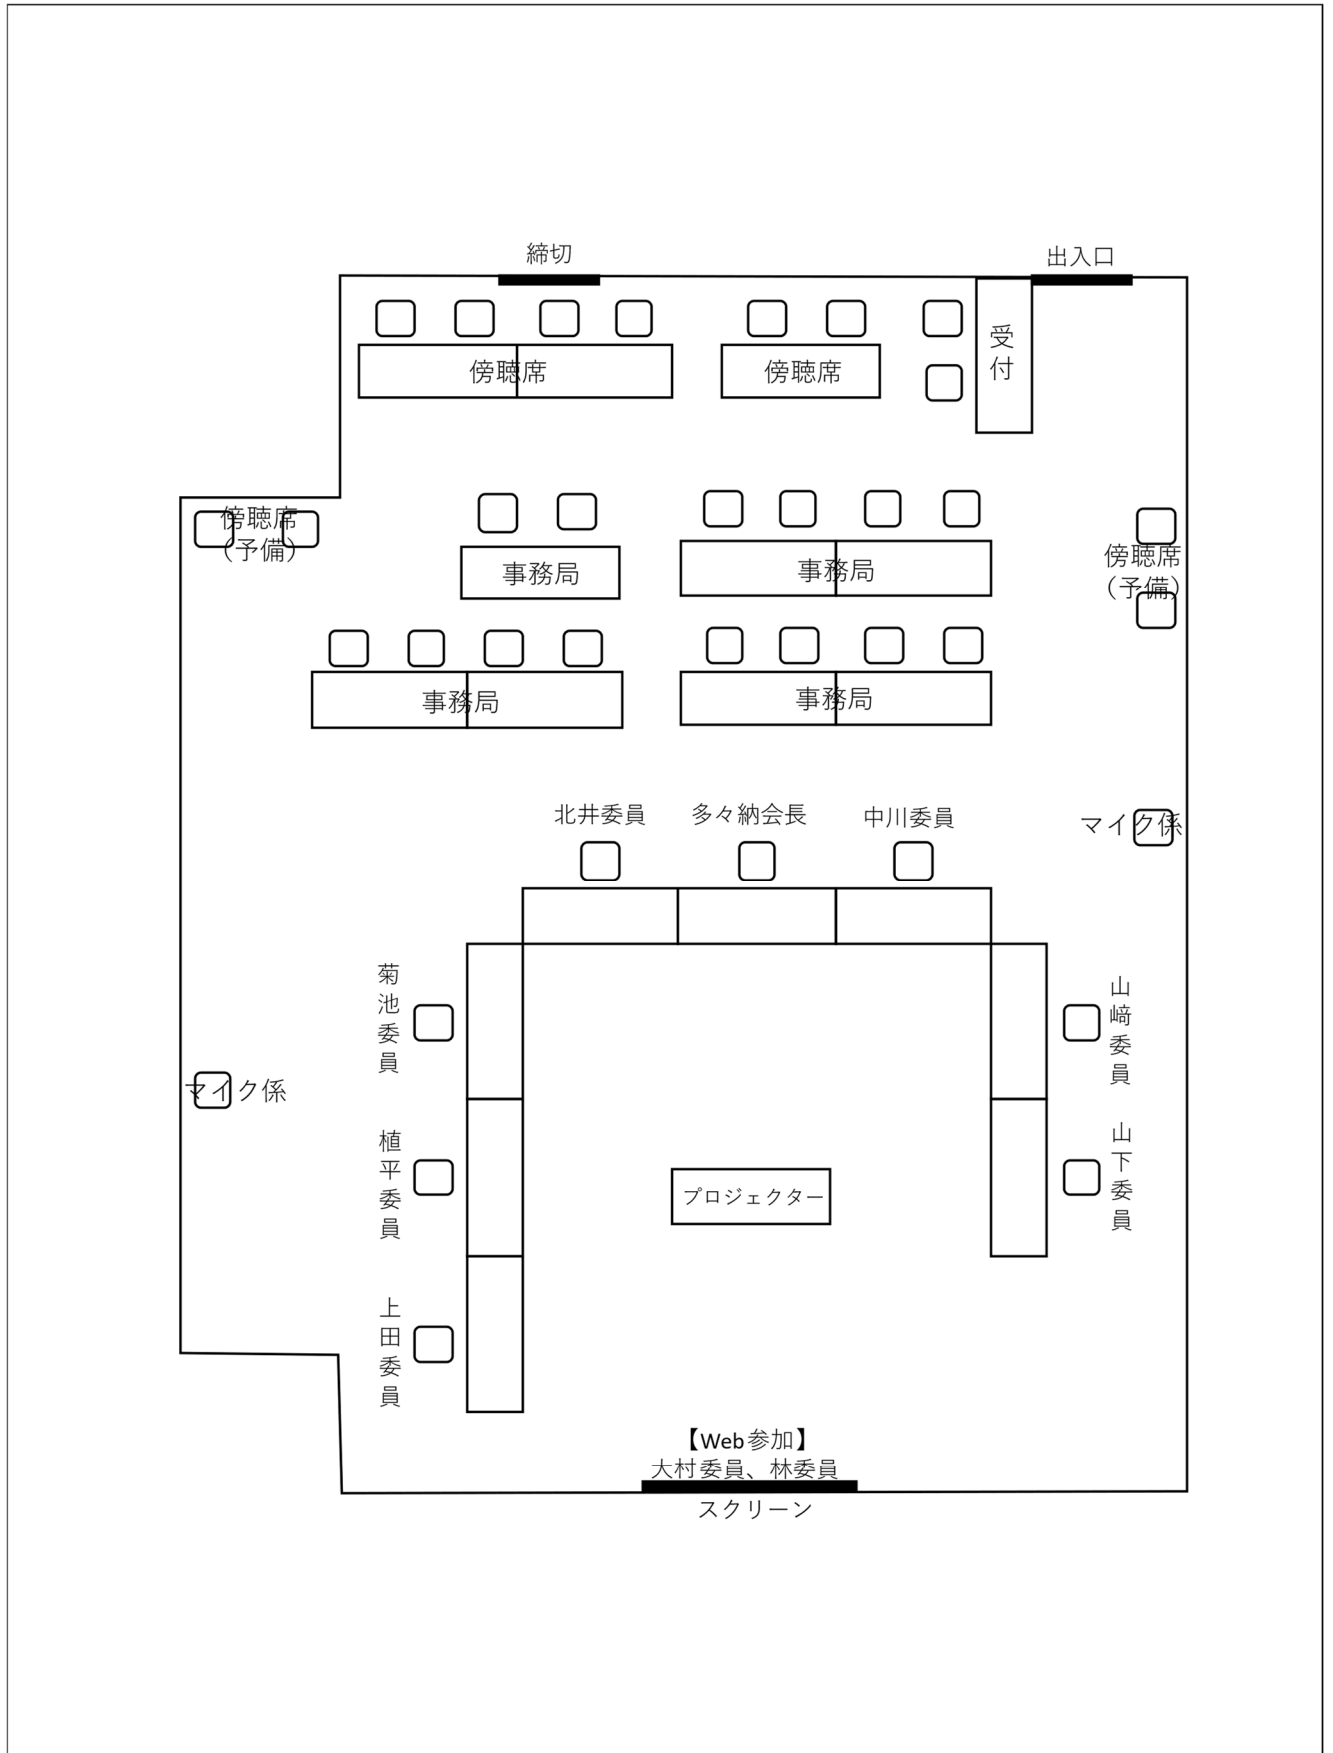 締切
出入口
受付
傍聴席
傍聴席
傍聴席
（予備）
傍聴席
（予備）
事務局
事務局
事務局
事務局
北井委員
多々納会長
中川委員
マイク係
菊池委員
山﨑委員
マイク係
植平委員
山下委員
プロジェクター
上田委員
【Web参加】
大村委員、林委員
スクリーン